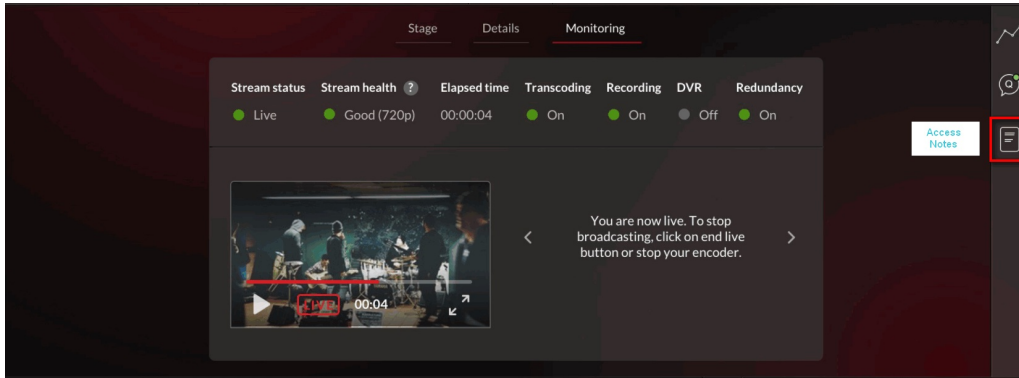 Stage Details Monitoring
Stream status Stream health ? Elapsed time Transcoding Recording DVR Redundancy
Live Good (720p) 00:00:04 On On Off On
Access
Notes
You are now live. To stop
broadcasting, click on end live
button or stop your encoder.
00:04